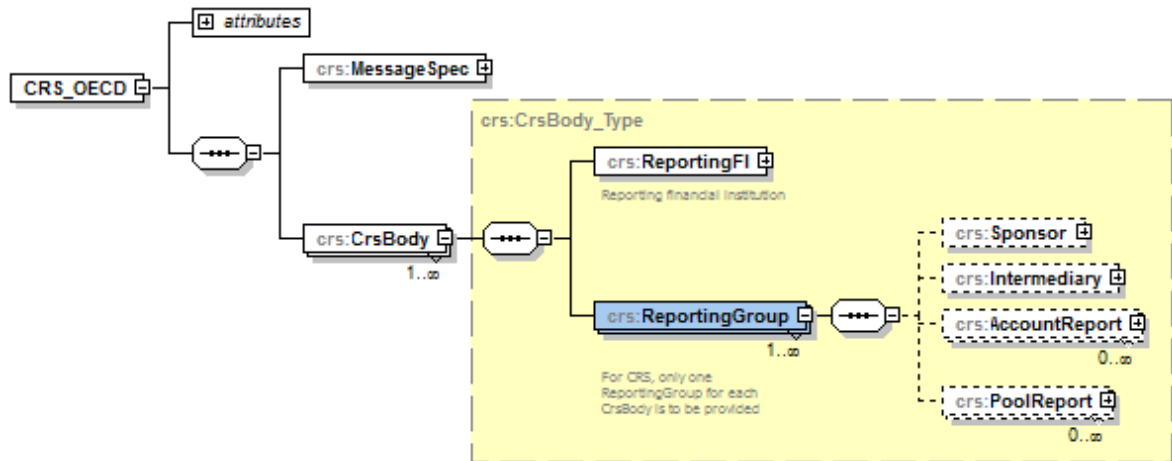 attributes
CRS_OECD
crs:MessageSpec
crs:CrsBody_Type
crs:ReportingFI
Reporting financial institution
crs:CrsBody
1..∞
crs:Sponsor
crs:Intermediary
crs:ReportingGroup
1..∞
crs:AccountReport
0..∞
For CRS, only one
ReportingGroup for each
CrsBody is to be provided
crs:PoolReport
0..∞